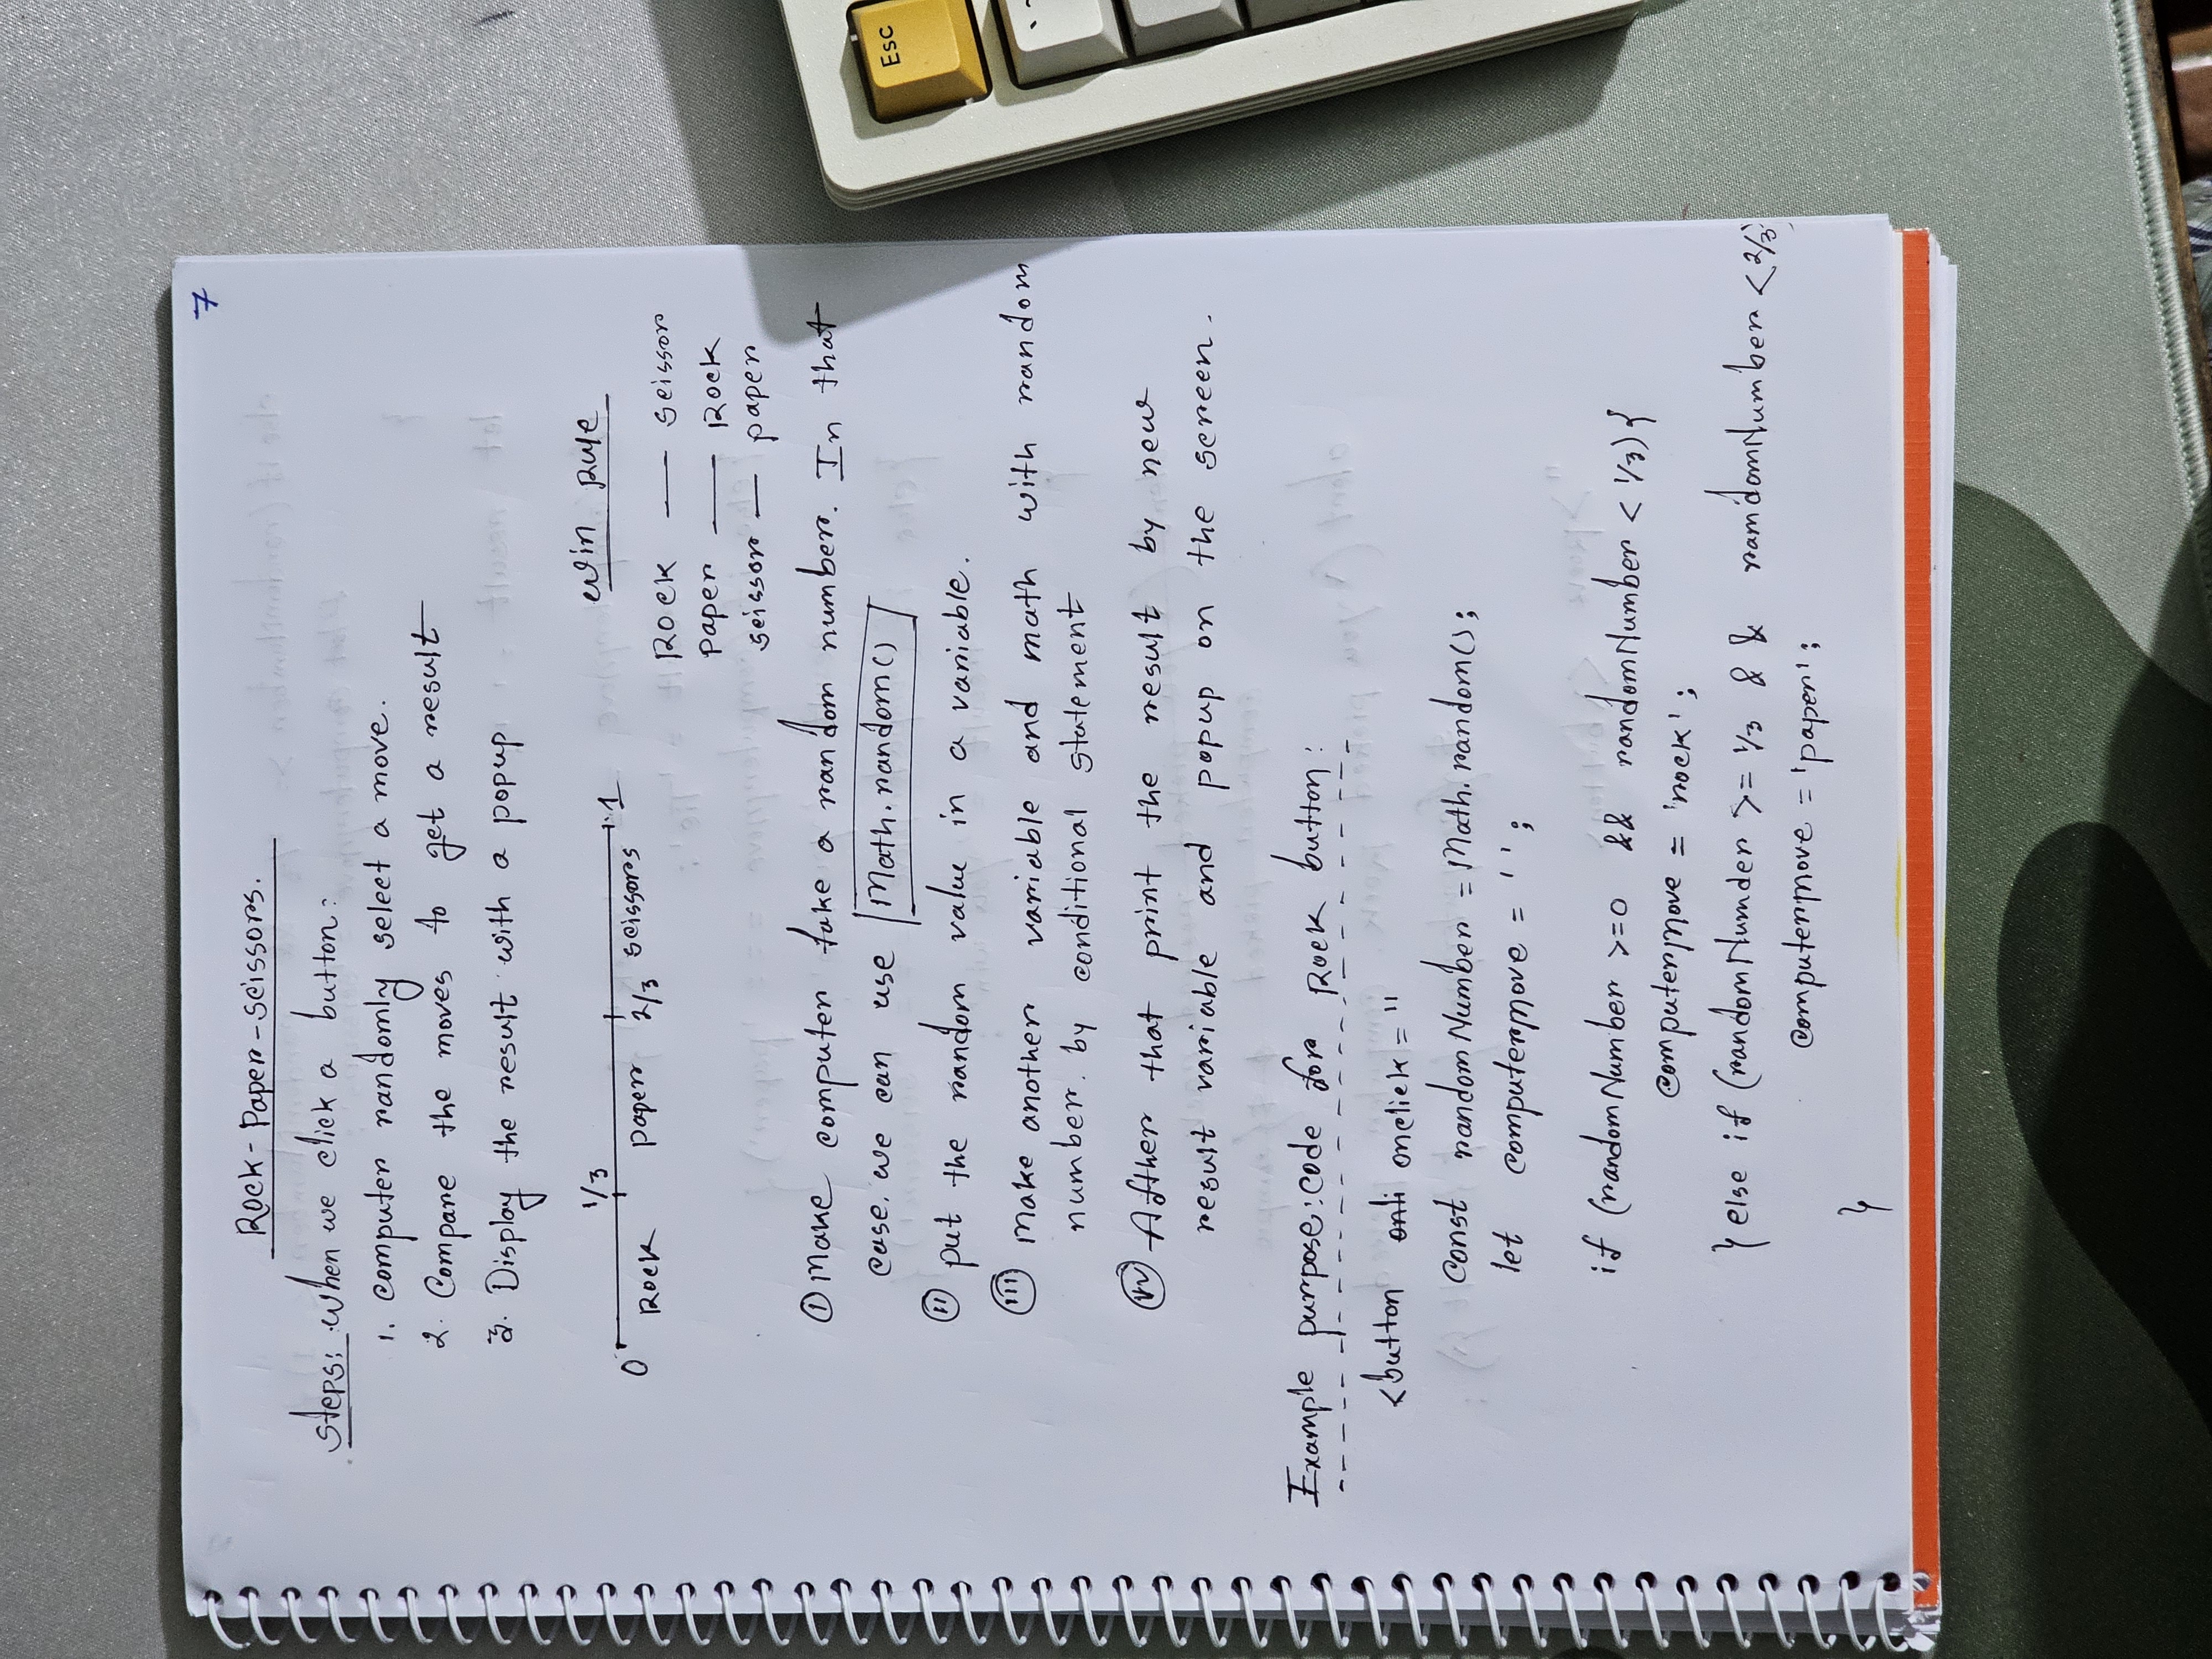 7
Rock-Paper-scissors.
Steps: When we click a button:
1. Computer randomly select a move.
2. Compare the moves to get a result
3. Display the result with a popup
0 1/3 2/3 1
Rock paper scissors
Win Rule
Rock — scissor
Paper — Rock
scissor — paper
(i) Make computer take a random number. In that
case. we can use Math.random()
(ii) put the random value in a variable.
(iii) make another variable and math with random
number. by conditional statement
(iv) Afther that print the result by new
result variable and popup on the screen.
Example purpose: code for Rock button:
<button onli onclick = "
Const randomNumber = Math.random();
let computermove = '';
if (randomNumber >=0 && randomNumber < 1/3) {
Computermove = 'rock';
} else if (randomNumder >= 1/3 && ramdomNumber < 2/3)
Computermove = 'paper';
}
Esc